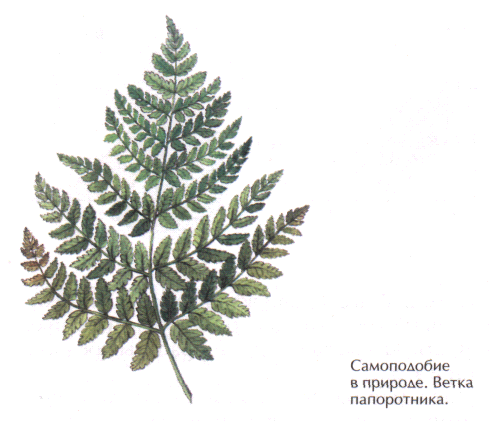 Самоподобие
в природе. Ветка
папоротника.